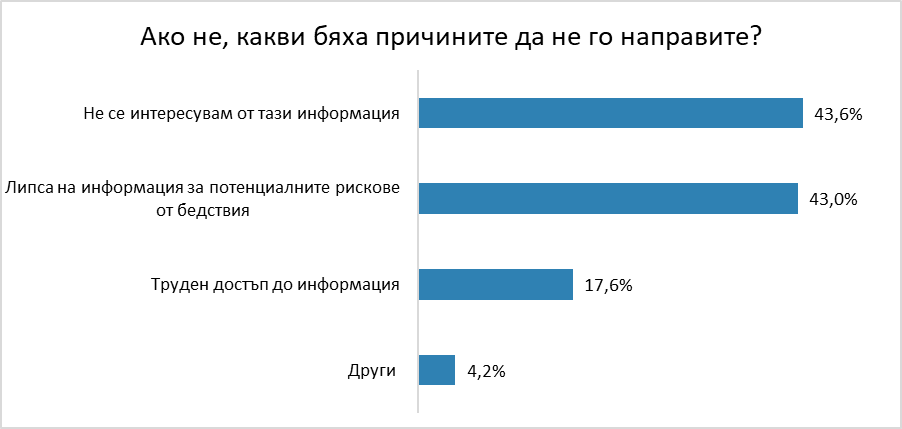 Ако не, какви бяха причините да не го направите?
Не се интересувам от тази информация
43,6%
Липса на информация за потенциалните рискове
от бедствия
43,0%
Труден достъп до информация
17,6%
Други
4,2%